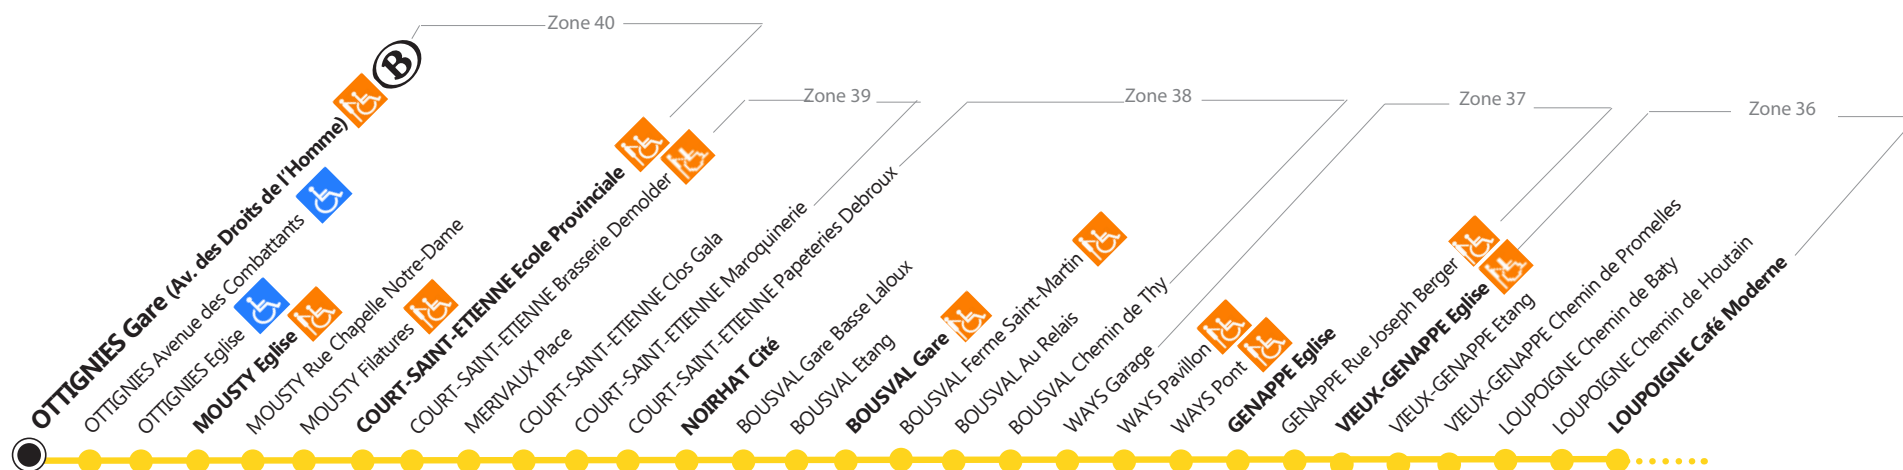 Zone 40
Zone 39
Zone 38
Zone 37
Zone 36
B
OTTIGNIES Gare (Av. des Droits de l'Homme)
OTTIGNIES Avenue des Combattants
OTTIGNIES Eglise
MOUSTY Eglise
MOUSTY Rue Chapelle Notre-Dame
MOUSTY Filatures
COURT-SAINT-ETIENNE Ecole Provinciale
COURT-SAINT-ETIENNE Brasserie Demolder
MERIVAUX Place
COURT-SAINT-ETIENNE Clos Gala
COURT-SAINT-ETIENNE Maroquinerie
COURT-SAINT-ETIENNE Papeteries Debroux
NOIRHAT Cité
BOUSVAL Gare Basse Laloux
BOUSVAL Etang
BOUSVAL Gare
BOUSVAL Ferme Saint-Martin
BOUSVAL Au Relais
BOUSVAL Chemin de Thy
WAYS Garage
WAYS Pavillon
WAYS Pont
GENAPPE Eglise
GENAPPE Rue Joseph Berger
VIEUX-GENAPPE Eglise
VIEUX-GENAPPE Etang
VIEUX-GENAPPE Chemin de Promelles
LOUPOIGNE Chemin de Baty
LOUPOIGNE Chemin de Houtain
LOUPOIGNE Café Moderne